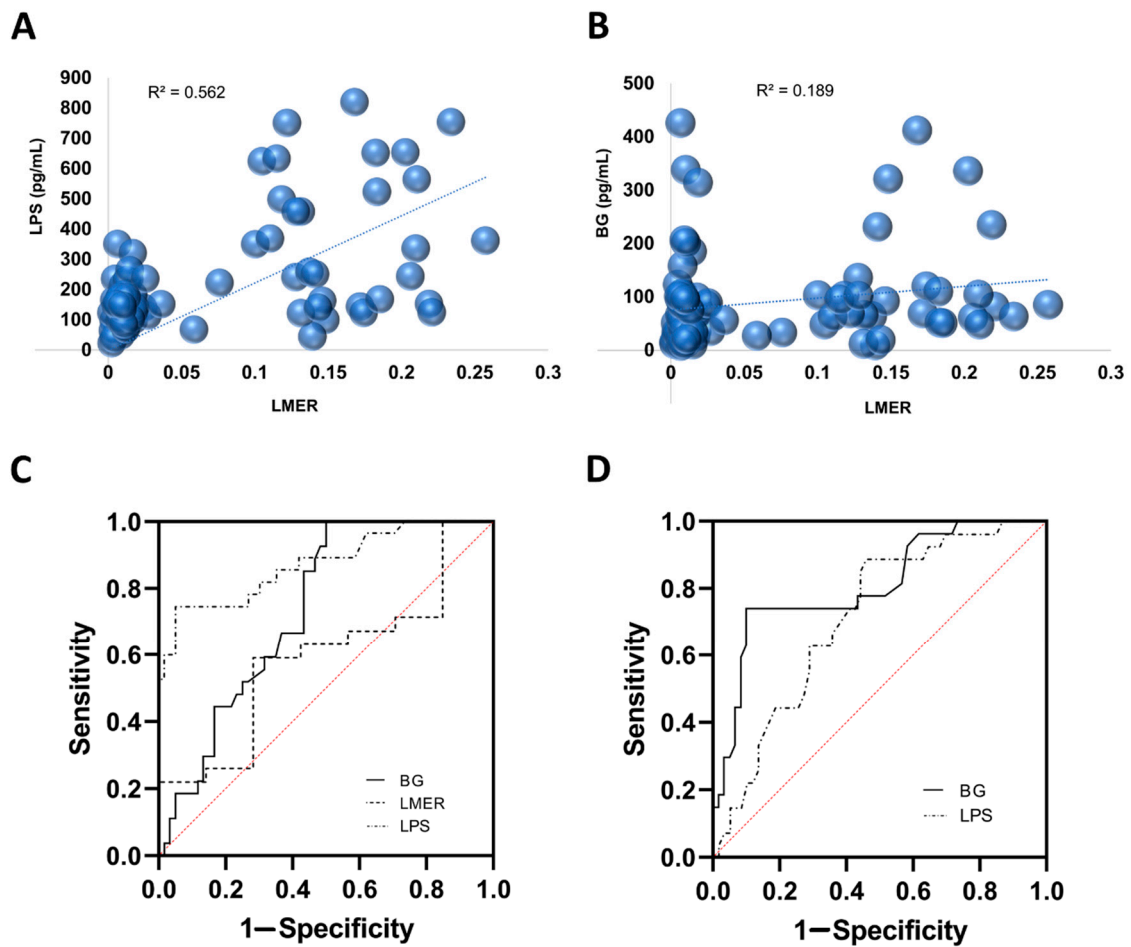 A
B
R² = 0.562
R² = 0.189
LPS (pg/mL)
900
800
700
600
500
400
300
200
100
0
0 0.05 0.1 0.15 0.2 0.25 0.3
LMER
BG (pg/mL)
500
400
300
200
100
0
0 0.05 0.1 0.15 0.2 0.25 0.3
LMER
C
D
Sensitivity
1.0
0.8
0.6
0.4
0.2
0.0
BG
LMER
LPS
0.0 0.2 0.4 0.6 0.8 1.0
1−Specificity
Sensitivity
1.0
0.8
0.6
0.4
0.2
0.0
BG
LPS
0.0 0.2 0.4 0.6 0.8 1.0
1−Specificity